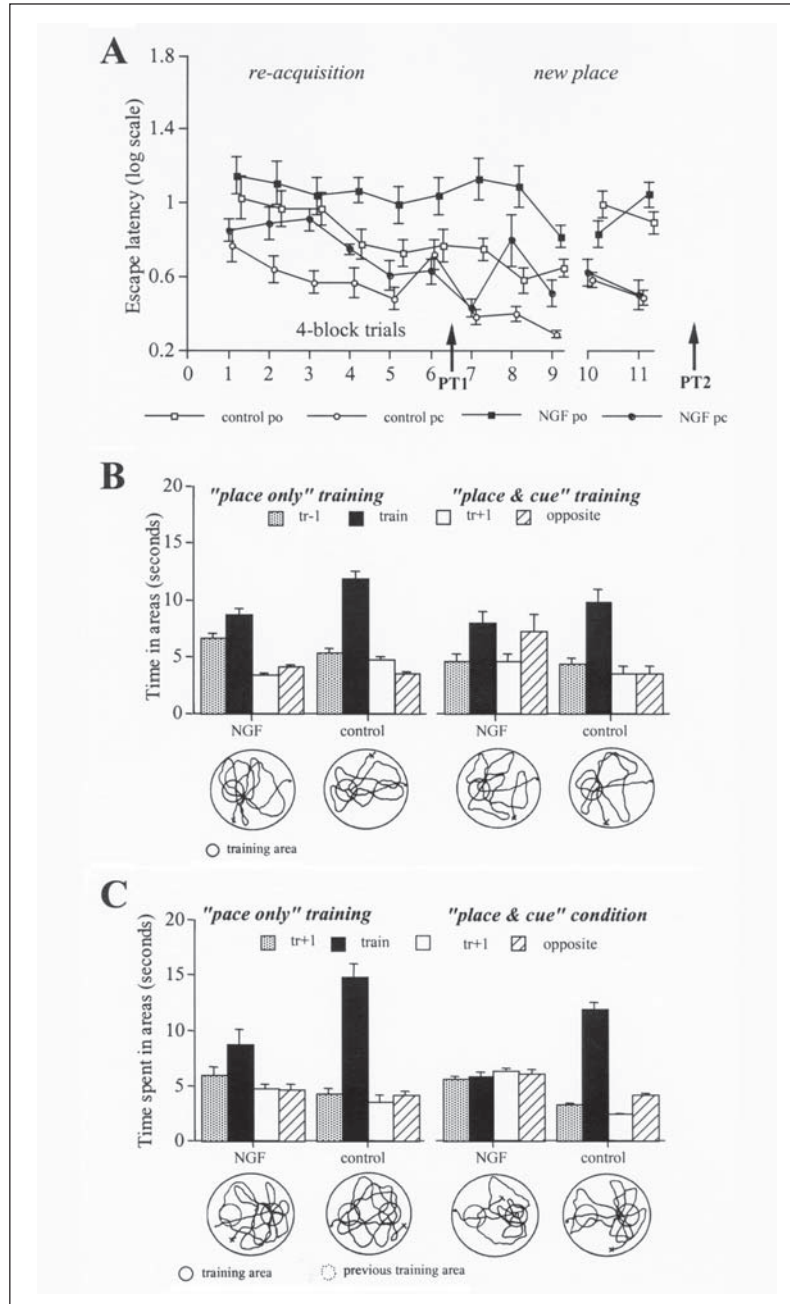 A
re-acquisition
new place
Escape latency (log scale)
1.8
1.4
1
0.6
0.2
4-block trials
0 1 2 3 4 5 6 7 8 9 10 11
PT1
PT2
control po control pc NGF po NGF pc
B
"place only" training "place & cue" training
tr-1 train tr+1 opposite
Time in areas (seconds)
20
15
10
5
0
NGF control NGF control
training area
C
"pace only" training "place & cue" condition
tr+1 train tr+1 opposite
Time spent in areas (seconds)
20
15
10
5
0
NGF control NGF control
training area previous training area